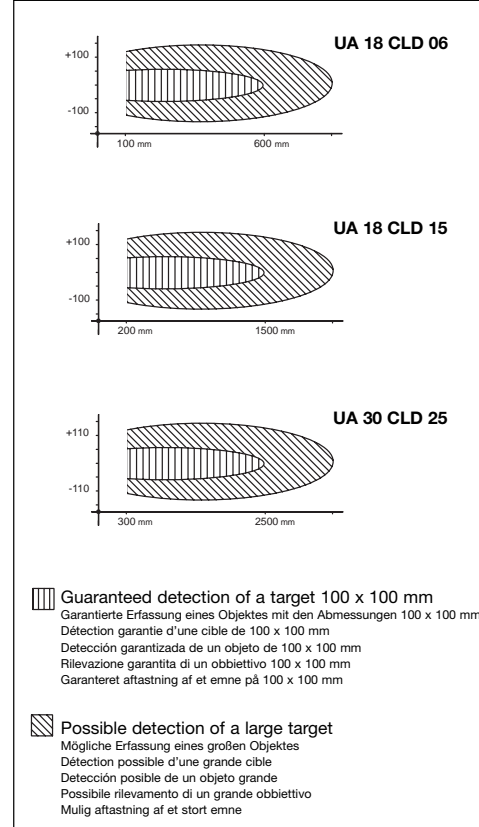 UA 18 CLD 06
+100
-100
100 mm 600 mm
UA 18 CLD 15
+100
-100
200 mm 1500 mm
UA 30 CLD 25
+110
-110
300 mm 2500 mm
Guaranteed detection of a target 100 x 100 mm
Garantierte Erfassung eines Objektes mit den Abmessungen 100 x 100 mm
Détection garantie d'une cible de 100 x 100 mm
Detección garantizada de un objeto de 100 x 100 mm
Rilevazione garantita di un obbiettivo 100 x 100 mm
Garanteret aftastning af et emne på 100 x 100 mm
Possible detection of a large target
Mögliche Erfassung eines großen Objektes
Détection possible d'une grande cible
Detección posible de un objeto grande
Possibile rilevamento di un grande obbiettivo
Mulig aftastning af et stort emne